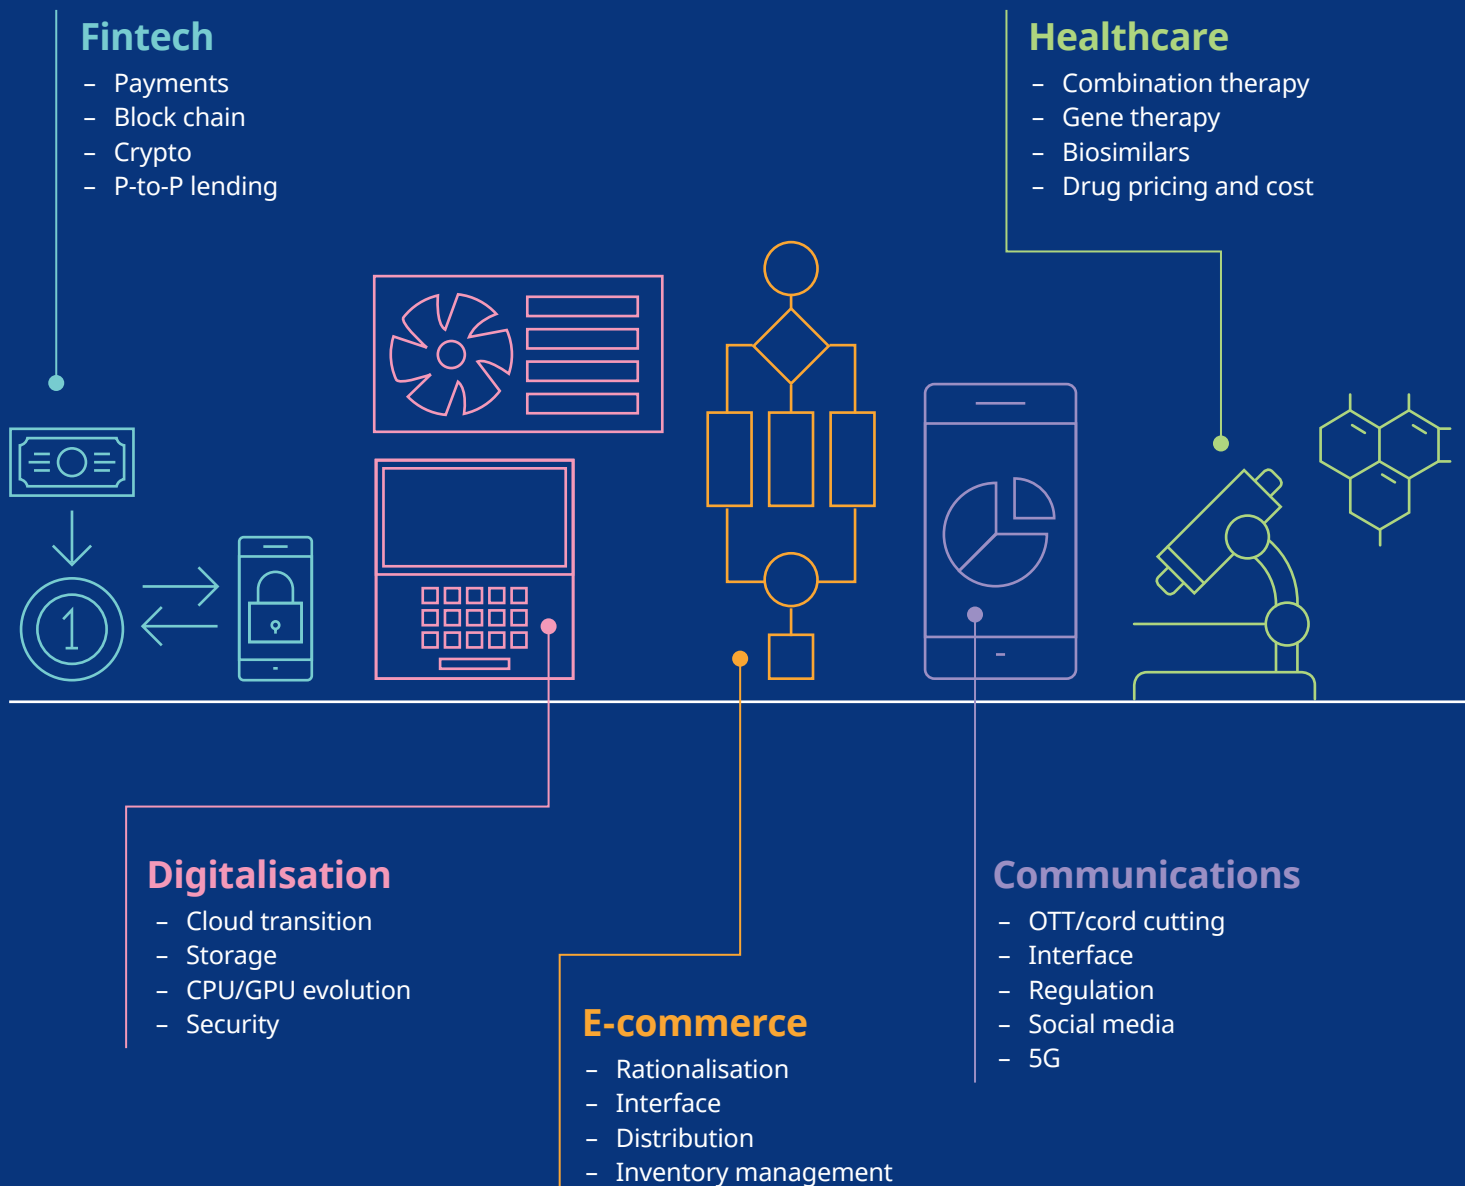 Fintech
– Payments
– Block chain
– Crypto
– P-to-P lending
Healthcare
– Combination therapy
– Gene therapy
– Biosimilars
– Drug pricing and cost
1
Digitalisation
– Cloud transition
– Storage
– CPU/GPU evolution
– Security
E-commerce
– Rationalisation
– Interface
– Distribution
– Inventory management
Communications
– OTT/cord cutting
– Interface
– Regulation
– Social media
– 5G